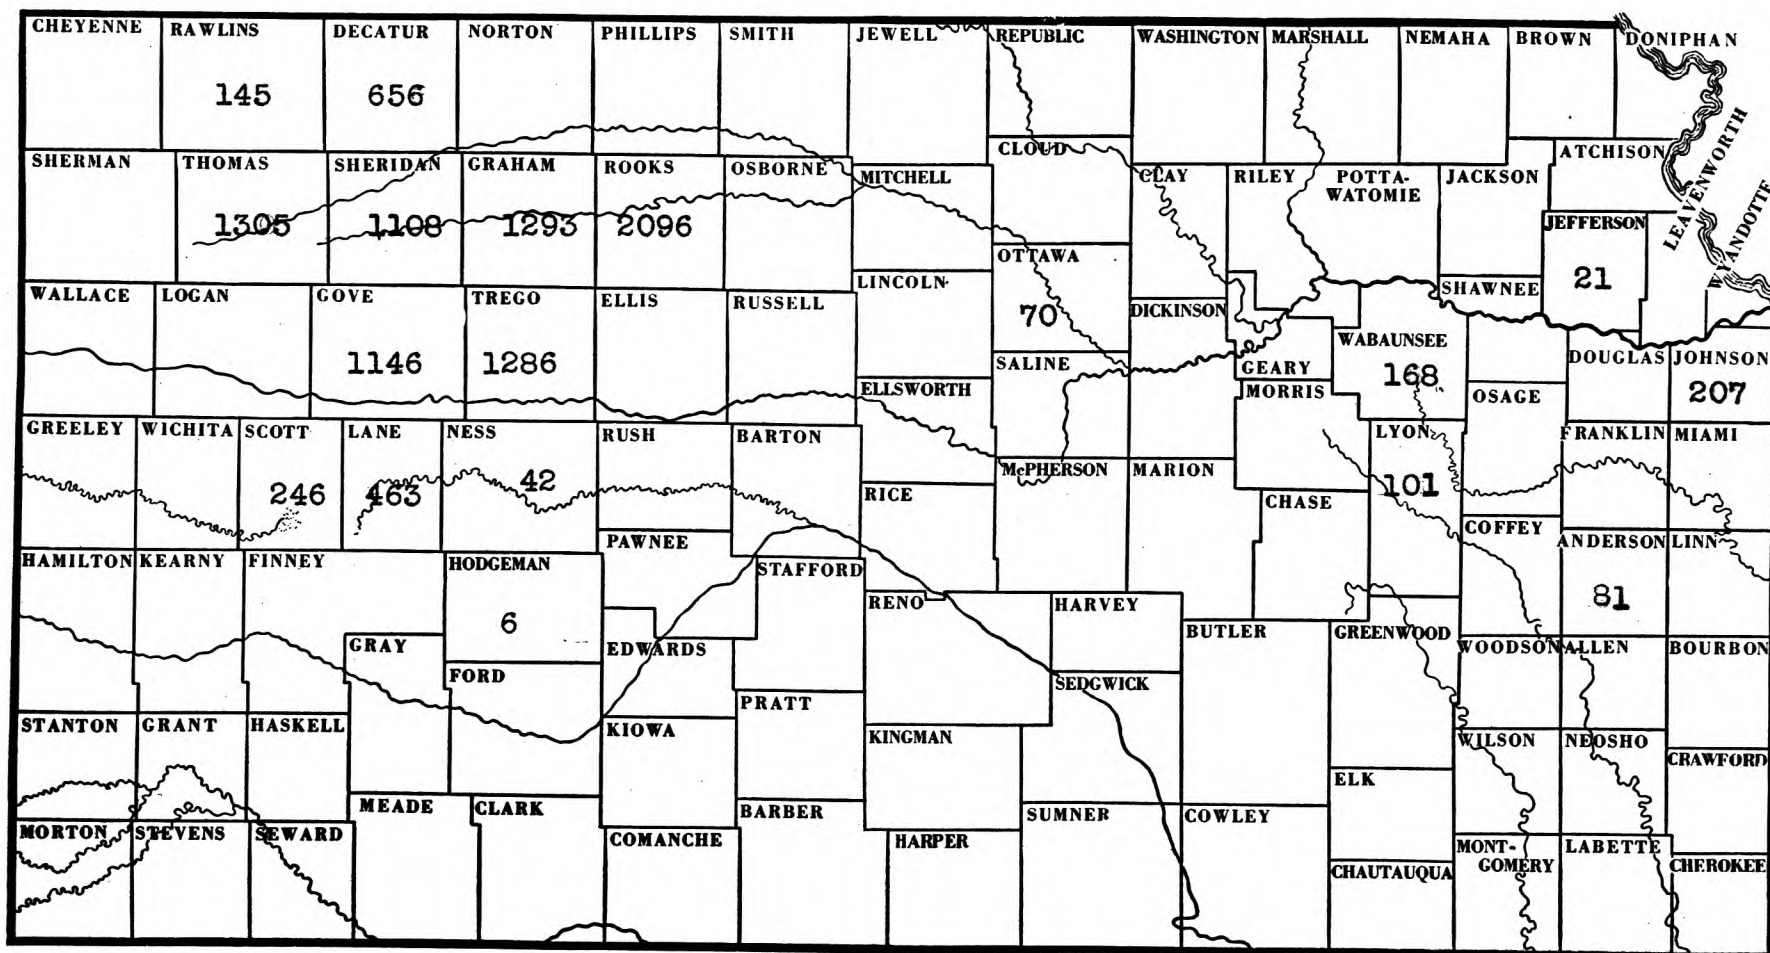 CHEYENNE
RAWLINS
145
DECATUR
656
NORTON
PHILLIPS
SMITH
JEWELL
REPUBLIC
WASHINGTON
MARSHALL
NEMAHA
BROWN
DONIPHAN
SHERMAN
THOMAS
1305
SHERIDAN
1108
GRAHAM
1293
ROOKS
2096
OSBORNE
MITCHELL
CLOUD
CLAY
RILEY
POTTA-
WATOMIE
JACKSON
ATCHISON
JEFFERSON
21
LEAVENWORTH
WYANDOTTE
WALLACE
LOGAN
GOVE
1146
TREGO
1286
ELLIS
RUSSELL
LINCOLN
OTTAWA
70
DICKINSON
SHAWNEE
SALINE
GEARY
WABAUNSEE
168
DOUGLAS
JOHNSON
207
ELLSWORTH
MORRIS
OSAGE
GREELEY
WICHITA
SCOTT
246
LANE
463
NESS
42
RUSH
BARTON
RICE
McPHERSON
MARION
CHASE
LYON
101
FRANKLIN
MIAMI
COFFEY
ANDERSON
81
LINN
HAMILTON
KEARNY
FINNEY
HODGEMAN
6
PAWNEE
STAFFORD
RENO
HARVEY
BUTLER
GREENWOOD
WOODSON
ALLEN
BOURBON
GRAY
FORD
EDWARDS
PRATT
SEDGWICK
STANTON
GRANT
HASKELL
KIOWA
KINGMAN
ELK
WILSON
NEOSHO
CRAWFORD
MORTON
STEVENS
SEWARD
MEADE
CLARK
COMANCHE
BARBER
HARPER
SUMNER
COWLEY
CHAUTAUQUA
MONT-
GOMERY
LABETTE
CHEROKEE